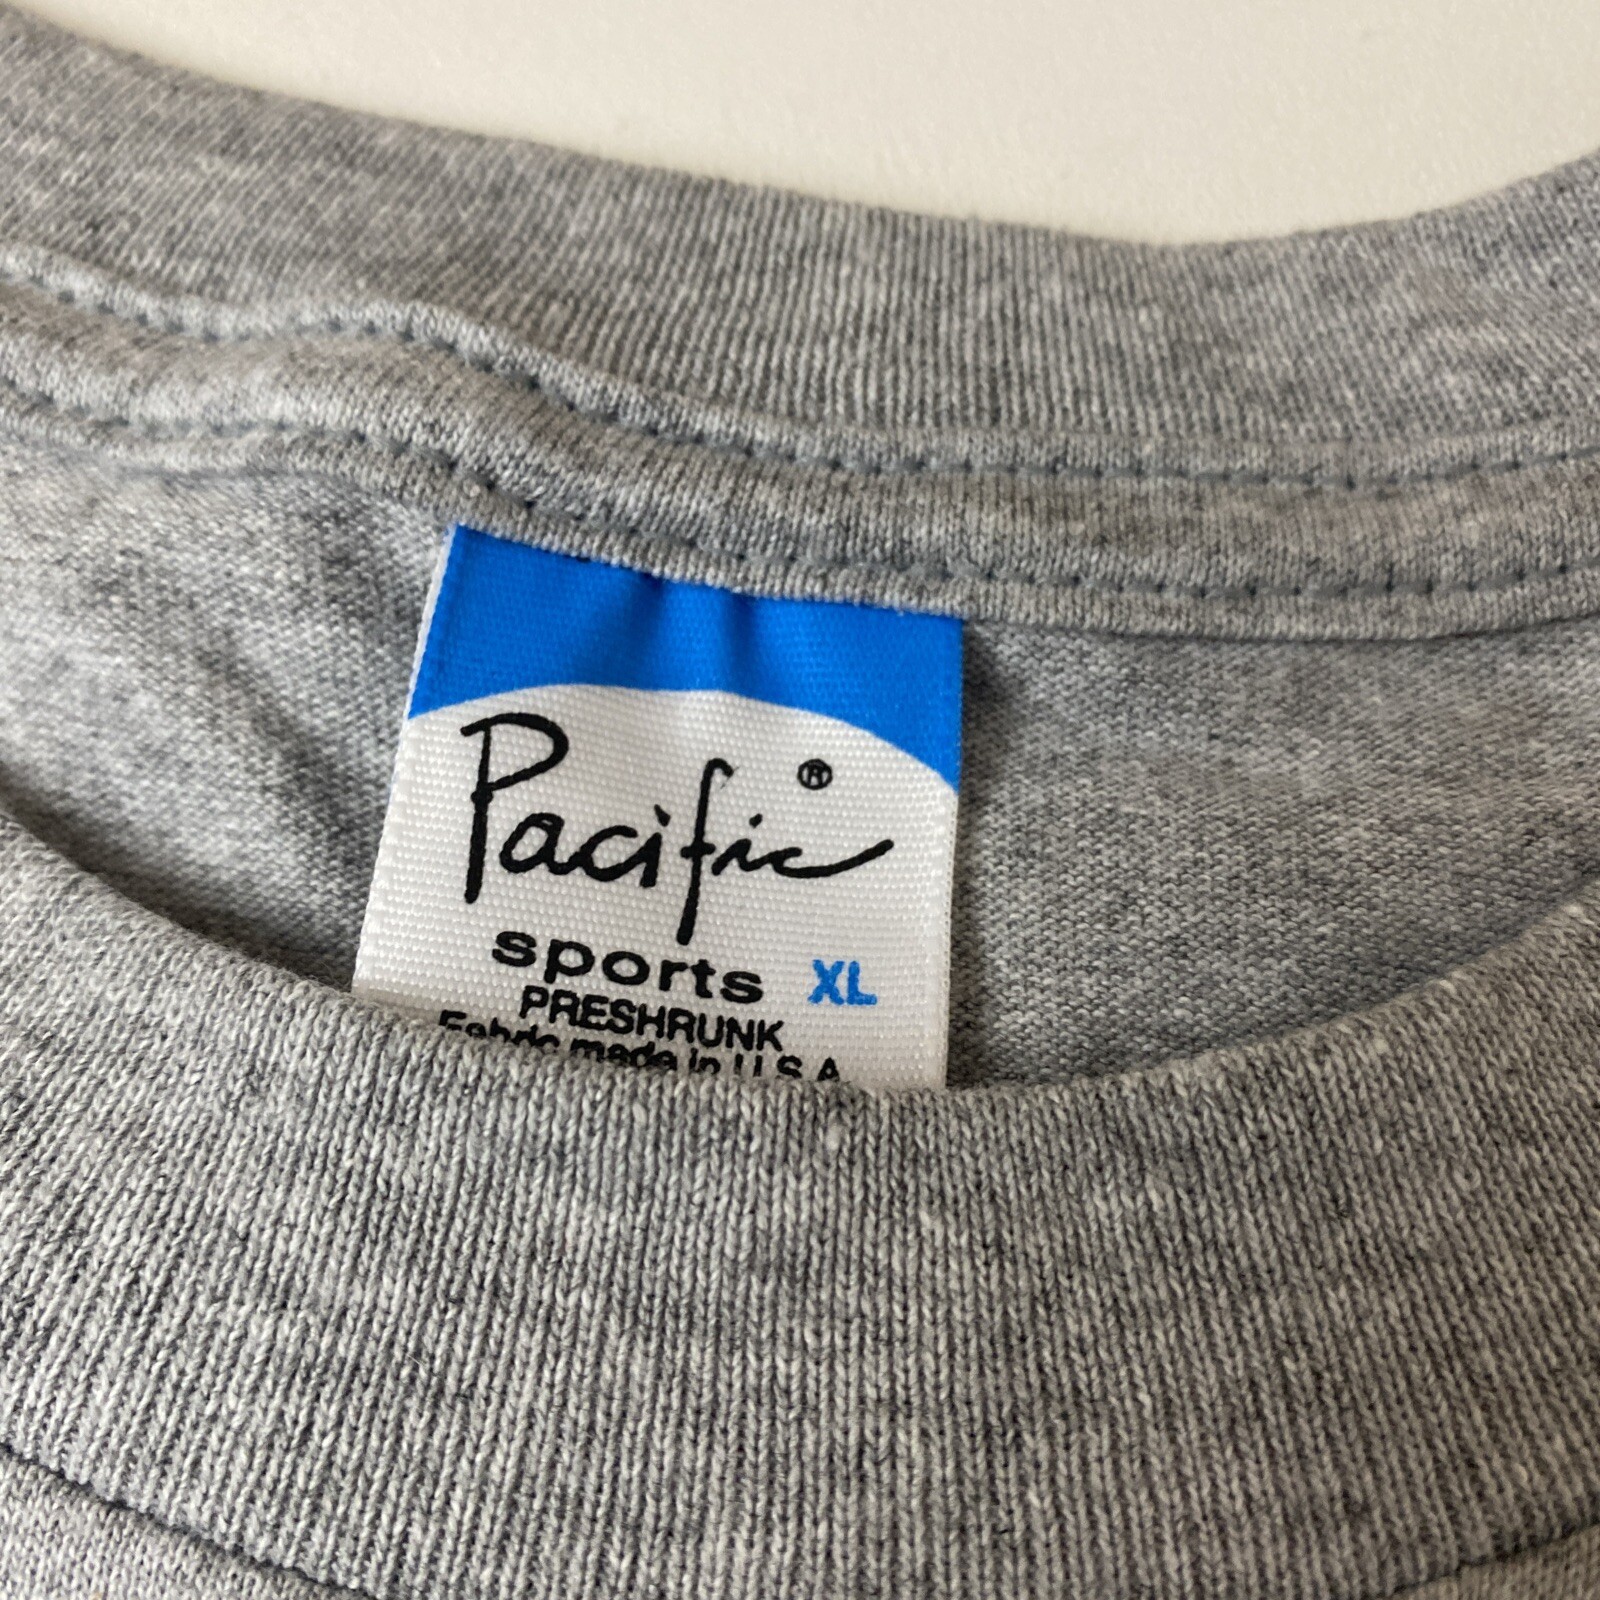 Pacific®
sports XL
PRESHRUNK
Fabric made in U.S.A